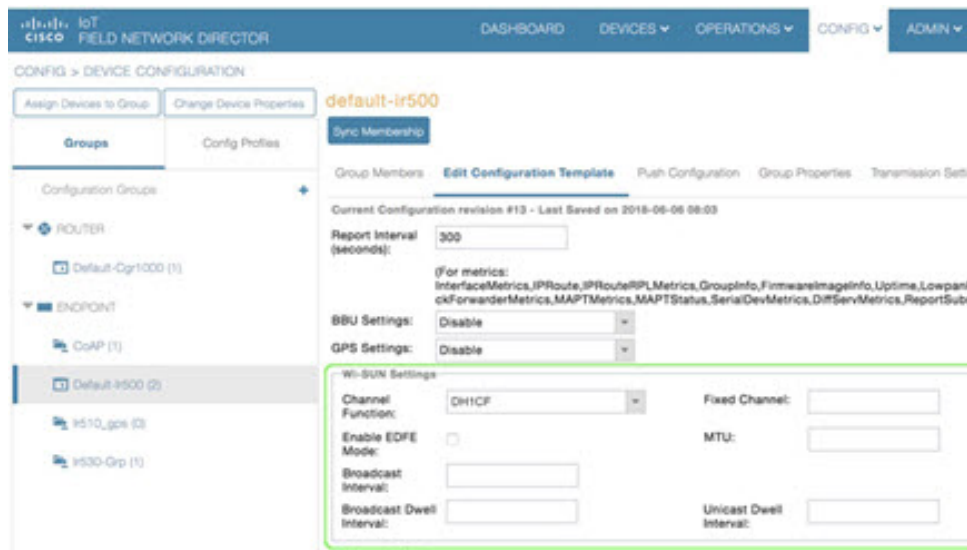 IoT
CISCO FIELD NETWORK DIRECTOR
DASHBOARD DEVICES OPERATIONS CONFIG ADMIN
CONFIG > DEVICE CONFIGURATION
Assign Devices to Group Change Device Properties
default-ir500
Sync Membership
Groups Config Profiles
Group Members Edit Configuration Template Push Configuration Group Properties Transmission Sett
Configuration Groups +
Current Configuration revision #13 - Last Saved on 2018-06-06 08:03
ROUTER
Report Interval (seconds): 300
Default-Cgr1000 (1)
(For metrics:
InterfaceMetrics,IPRoute,IPRouteRPLMetrics,GroupInfo,FirmwareImageInfo,Uptime,Lowpan
ckForwarderMetrics,MAPTMetrics,MAPTStatus,SerialDevMetrics,DiffServMetrics,ReportSub
ENDPOINT
BBU Settings: Disable
CoAP (1)
GPS Settings: Disable
Default-Ir500 (2)
Wi-SUN Settings
Channel Function: DH1CF
Fixed Channel:
Ir510_gps (0)
Enable EDFE Mode:
MTU:
Ir530-Grp (1)
Broadcast Interval:
Broadcast Dwell Interval:
Unicast Dwell Interval: